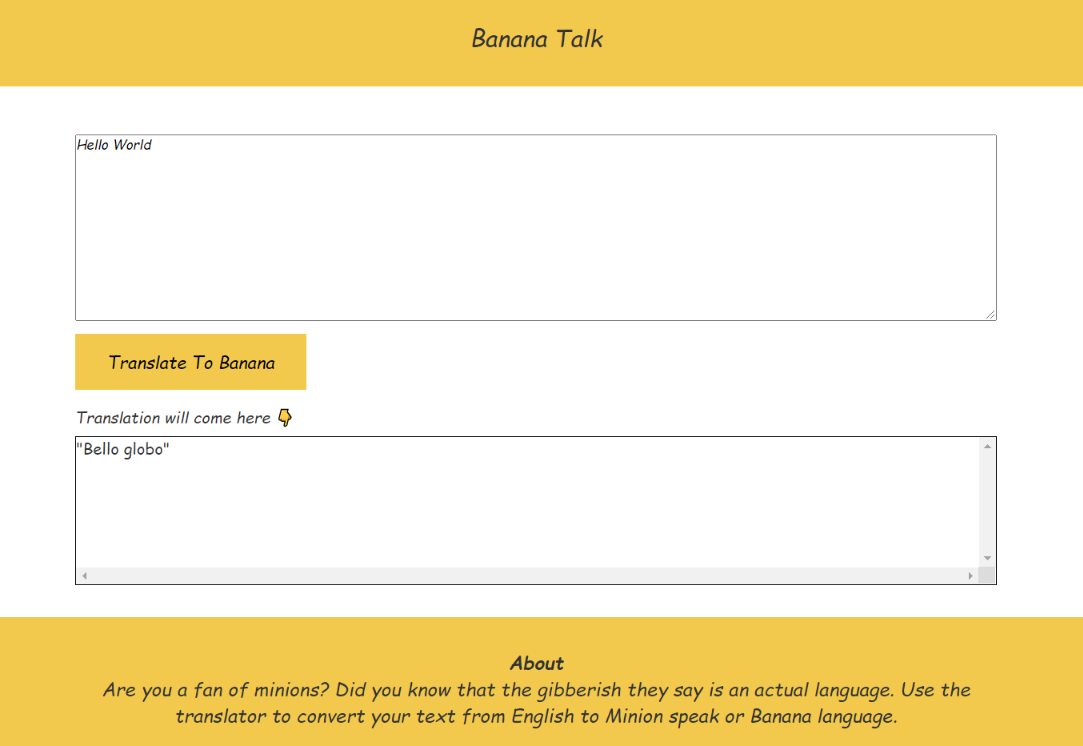 Banana Talk
Hello World
Translate To Banana
Translation will come here 👇
"Bello globo"
About
Are you a fan of minions? Did you know that the gibberish they say is an actual language. Use the
translator to convert your text from English to Minion speak or Banana language.